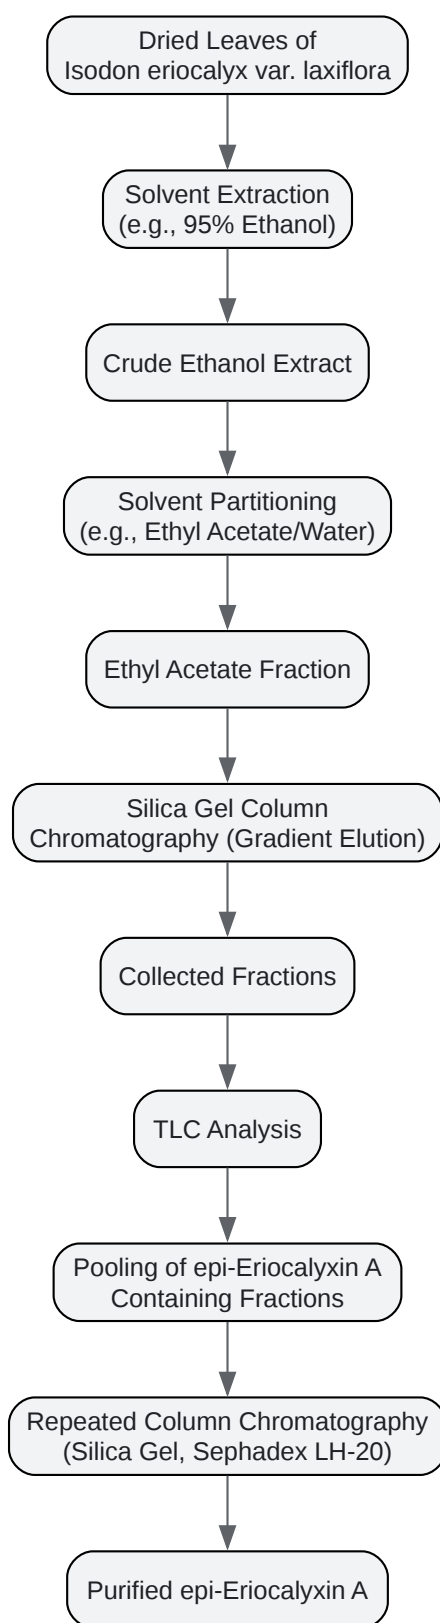 Dried Leaves of
Isodon eriocalyx var. laxiflora
Solvent Extraction
(e.g., 95% Ethanol)
Crude Ethanol Extract
Solvent Partitioning
(e.g., Ethyl Acetate/Water)
Ethyl Acetate Fraction
Silica Gel Column
Chromatography (Gradient Elution)
Collected Fractions
TLC Analysis
Pooling of epi-Eriocalyxin A
Containing Fractions
Repeated Column Chromatography
(Silica Gel, Sephadex LH-20)
Purified epi-Eriocalyxin A